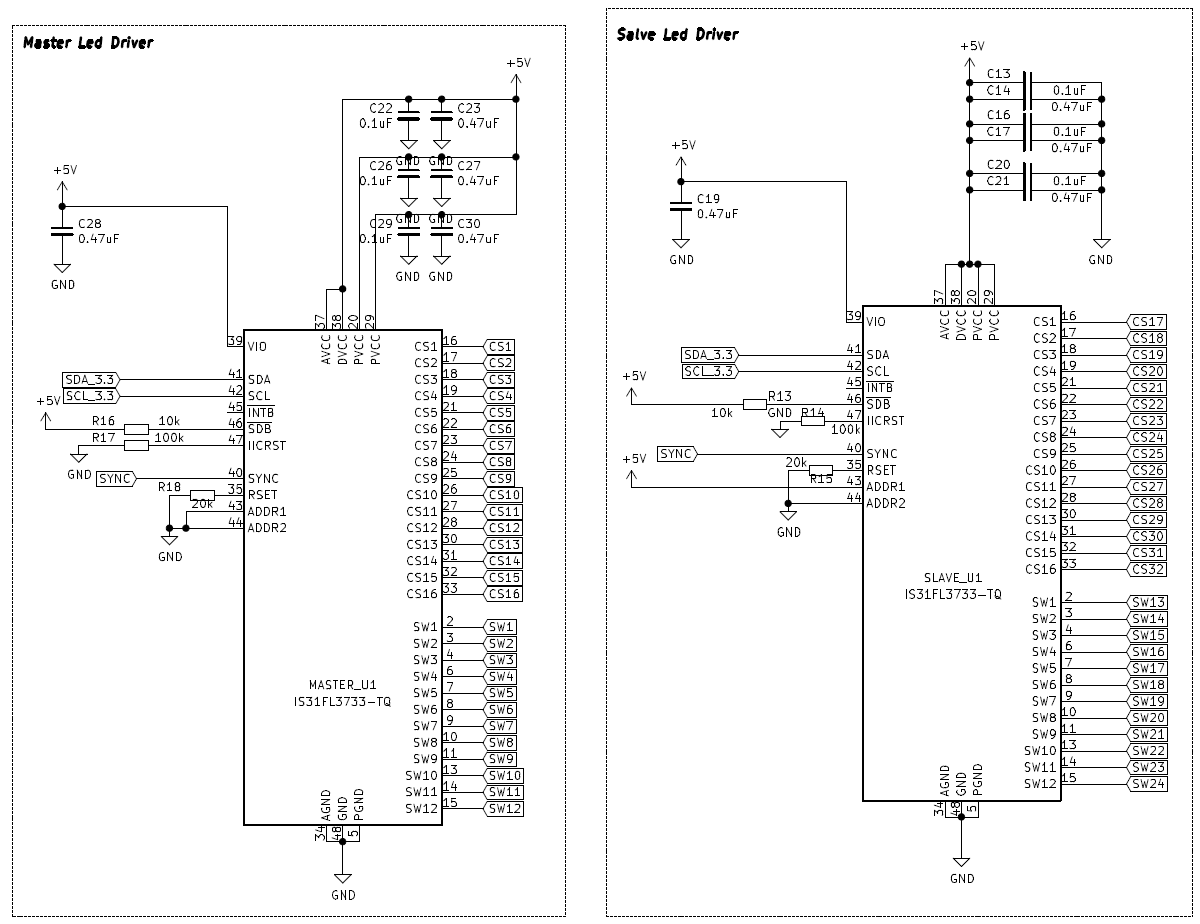 Master Led Driver
+5V
C22
0.1uF
C23
0.47uF
GND
GND
C26
0.1uF
C27
0.47uF
GND
GND
C29
0.1uF
C30
0.47uF
GND
GND
+5V
C28
0.47uF
GND
37
38
20
29
AVCC
DVCC
PVCC
PVCC
39
VIO
41
SDA_3.3
SDA
42
SCL_3.3
SCL
45
INTB
+5V
R16
10k
46
SDB
R17
100k
47
IICRST
GND
SYNC
40
SYNC
R18
20k
35
RSET
43
ADDR1
44
ADDR2
GND
CS1 16 CS1
CS2 17 CS2
CS3 18 CS3
CS4 19 CS4
CS5 21 CS5
CS6 22 CS6
CS7 23 CS7
CS8 24 CS8
CS9 25 CS9
CS10 26 CS10
CS11 27 CS11
CS12 28 CS12
CS13 30 CS13
CS14 31 CS14
CS15 32 CS15
CS16 33 CS16
SW1 2 SW1
SW2 3 SW2
SW3 4 SW3
SW4 6 SW4
SW5 7 SW5
SW6 8 SW6
SW7 9 SW7
SW8 10 SW8
SW9 11 SW9
SW10 13 SW10
SW11 14 SW11
SW12 15 SW12
MASTER_U1
IS31FL3733-TQ
AGND
GND
PGND
34
48
5
GND
Salve Led Driver
+5V
C13
0.1uF
C14
0.47uF
C16
0.1uF
C17
0.47uF
C20
0.1uF
C21
0.47uF
GND
+5V
C19
0.47uF
GND
37
38
20
29
AVCC
DVCC
PVCC
PVCC
39
VIO
SDA_3.3
41
SDA
SCL_3.3
42
SCL
45
INTB
+5V
R13
10k
46
SDB
GND
R14
100k
47
IICRST
SYNC
40
SYNC
20k
R15
35
RSET
+5V
43
ADDR1
44
ADDR2
GND
CS1 16 CS17
CS2 17 CS18
CS3 18 CS19
CS4 19 CS20
CS5 21 CS21
CS6 22 CS22
CS7 23 CS23
CS8 24 CS24
CS9 25 CS25
CS10 26 CS26
CS11 27 CS27
CS12 28 CS28
CS13 30 CS29
CS14 31 CS30
CS15 32 CS31
CS16 33 CS32
SLAVE_U1
IS31FL3733-TQ
SW1 2 SW13
SW2 3 SW14
SW3 4 SW15
SW4 6 SW16
SW5 7 SW17
SW6 8 SW18
SW7 9 SW19
SW8 10 SW20
SW9 11 SW21
SW10 13 SW22
SW11 14 SW23
SW12 15 SW24
AGND
GND
PGND
34
48
5
GND